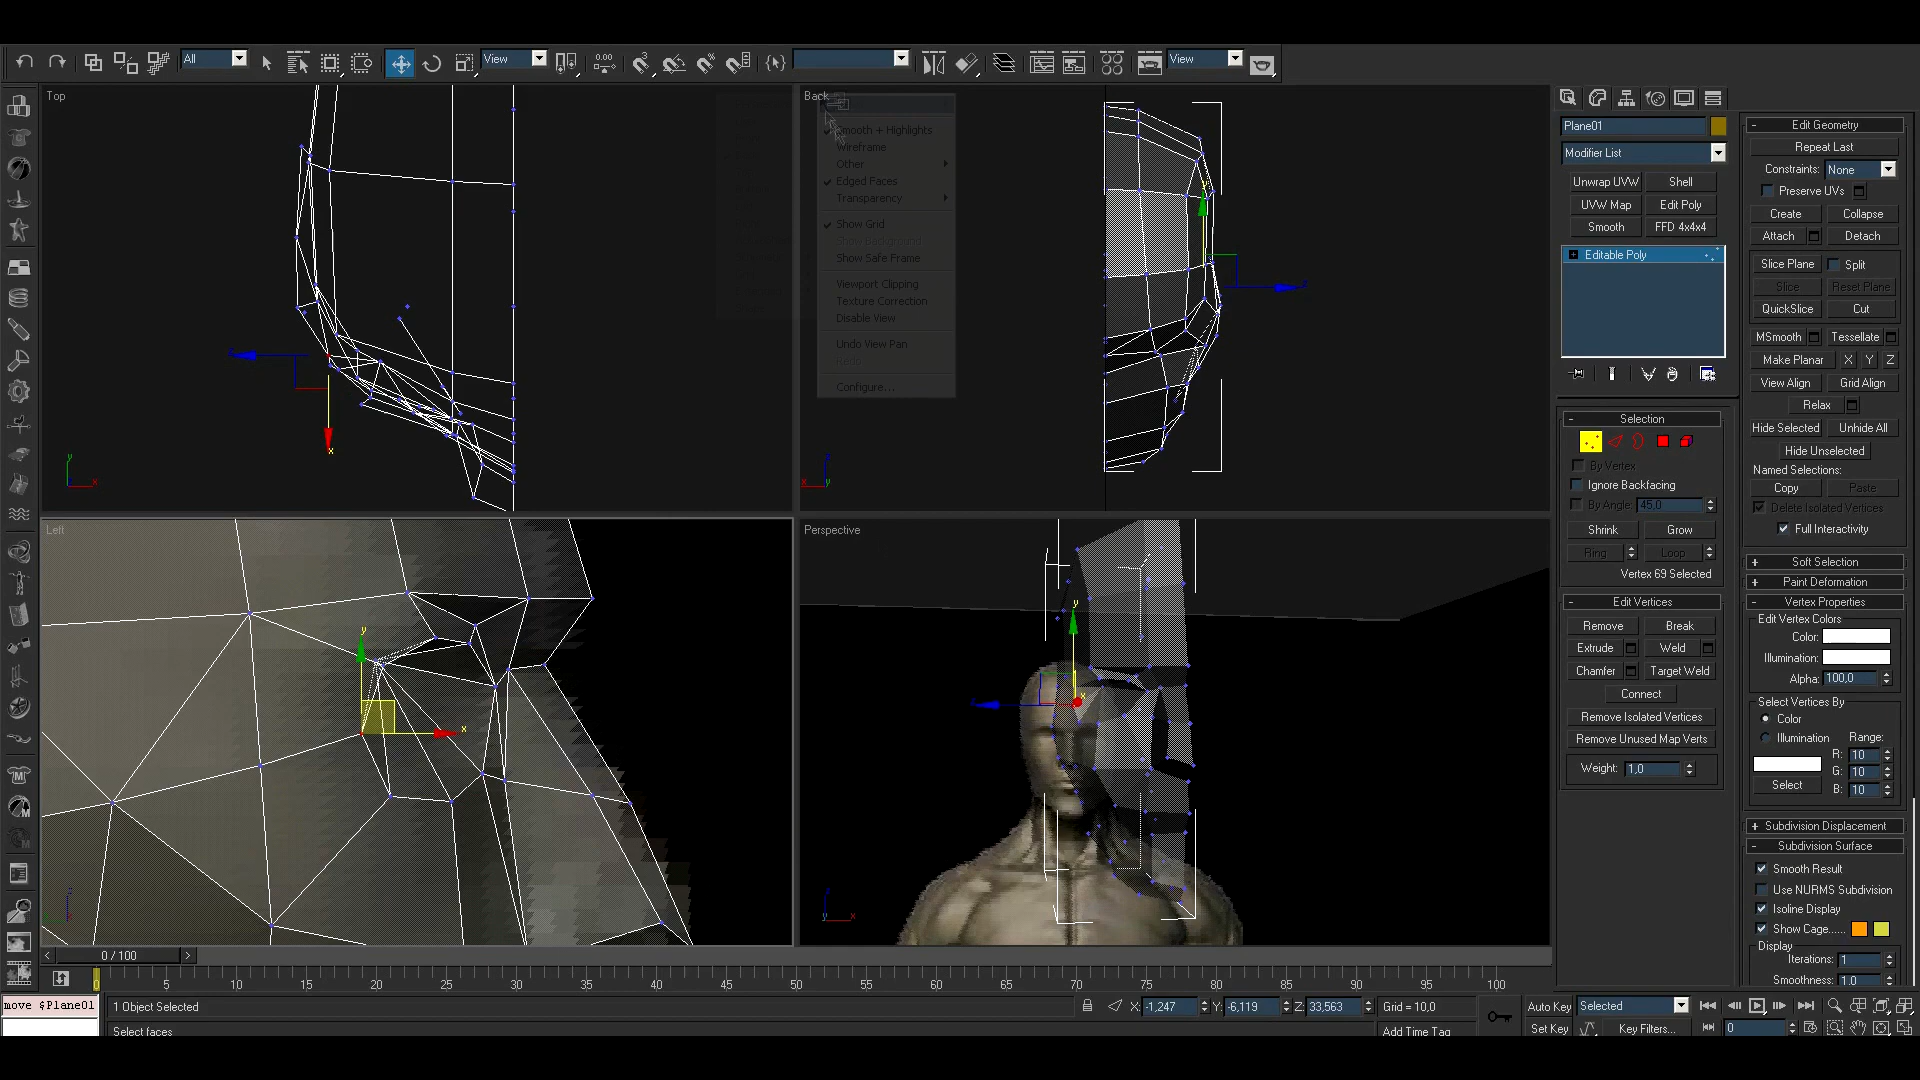 All
View
0.00
View
Top
Back
Smooth + Highlights
Wireframe
Other
Edged Faces
Transparency
Show Grid
Show Background
Show Safe Frame
Viewport Clipping
Texture Correction
Disable View
Undo View Pan
Redo
Configure...
Left
Perspective
Plane01
Modifier List
Unwrap UVW
Shell
UVW Map
Edit Poly
Smooth
FFD 4x4x4
Editable Poly
Selection
By Vertex
Ignore Backfacing
By Angle: 45,0
Shrink
Grow
Ring
Loop
Vertex 69 Selected
Edit Vertices
Remove
Break
Extrude
Weld
Chamfer
Target Weld
Connect
Remove Isolated Vertices
Remove Unused Map Verts
Weight: 1,0
Edit Geometry
Repeat Last
Constraints: None
Preserve UVs
Create
Collapse
Attach
Detach
Slice Plane
Split
Slice
Reset Plane
QuickSlice
Cut
MSmooth
Tessellate
Make Planar
X
Y
Z
View Align
Grid Align
Relax
Hide Selected
Unhide All
Hide Unselected
Named Selections:
Copy
Paste
Delete Isolated Vertices
Full Interactivity
Soft Selection
Paint Deformation
Vertex Properties
Edit Vertex Colors
Color:
Illumination:
Alpha: 100,0
Select Vertices By
Color
Illumination
Range:
R: 10
G: 10
B: 10
Select
Subdivision Displacement
Subdivision Surface
Smooth Result
Use NURMS Subdivision
Isoline Display
Show Cage......
Display
Iterations: 1
Smoothness: 1,0
0 / 100
0 5 10 15 20 25 30 35 40 45 50 55 60 65 70 75 80 85 90 95 100
move $Plane01
1 Object Selected
X: -1,247
Y: -6,119
Z: 33,563
Grid = 10,0
Auto Key
Selected
Select faces
Add Time Tag
Set Key
Key Filters...
0